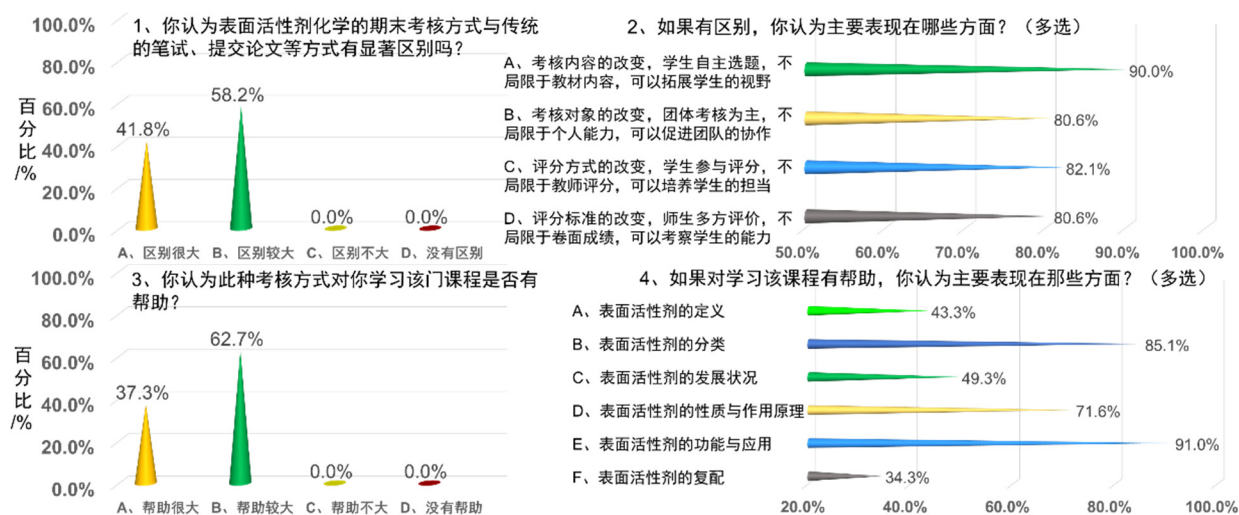 1、你认为表面活性剂化学的期末考核方式与传统
的笔试、提交论文等方式有显著区别吗?
百分比/%
100.0%
80.0%
60.0%
40.0%
20.0%
0.0%
41.8%
58.2%
0.0%
0.0%
A、区别很大
B、区别较大
C、区别不大
D、没有区别
2、如果有区别，你认为主要表现在哪些方面？（多选）
A、考核内容的改变，学生自主选题，不
局限于教材内容，可以拓展学生的视野
90.0%
B、考核对象的改变，团体考核为主，不
局限于个人能力，可以促进团队的协作
80.6%
C、评分方式的改变，学生参与评分，不
局限于教师评分，可以培养学生的担当
82.1%
D、评分标准的改变，师生多方评价，不
局限于卷面成绩，可以考察学生的能力
80.6%
50.0%
60.0%
70.0%
80.0%
90.0%
100.0%
3、你认为此种考核方式对你学习该门课程是否有
帮助?
百分比/%
100.0%
80.0%
60.0%
40.0%
20.0%
0.0%
37.3%
62.7%
0.0%
0.0%
A、帮助很大
B、帮助较大
C、帮助不大
D、没有帮助
4、如果对学习该课程有帮助，你认为主要表现在那些方面？（多选）
A、表面活性剂的定义
43.3%
B、表面活性剂的分类
85.1%
C、表面活性剂的发展状况
49.3%
D、表面活性剂的性质与作用原理
71.6%
E、表面活性剂的功能与应用
91.0%
F、表面活性剂的复配
34.3%
20.0%
40.0%
60.0%
80.0%
100.0%